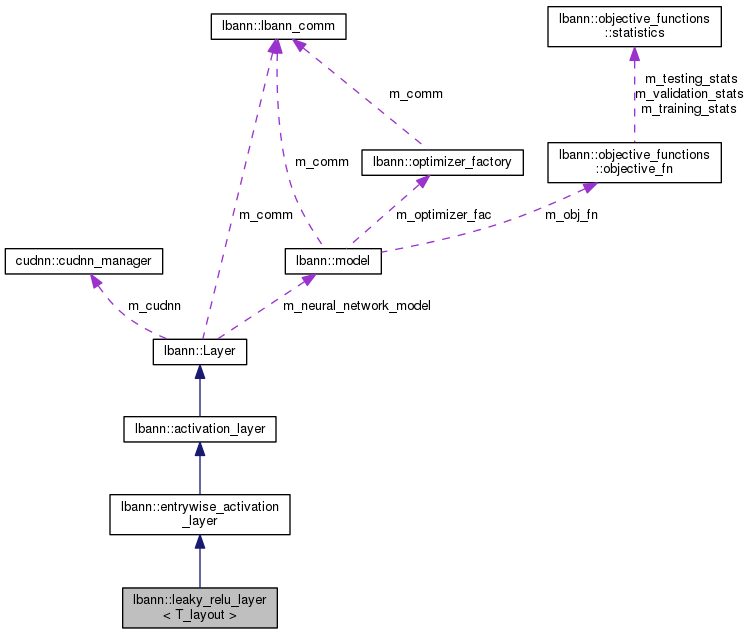 lbann::lbann_comm
lbann::objective_functions
::statistics
m_testing_stats
m_validation_stats
m_training_stats
m_comm
lbann::optimizer_factory
lbann::objective_functions
::objective_fn
m_comm
m_comm
m_optimizer_fac
m_obj_fn
cudnn::cudnn_manager
lbann::model
m_cudnn
m_neural_network_model
lbann::Layer
lbann::activation_layer
lbann::entrywise_activation
_layer
lbann::leaky_relu_layer
< T_layout >